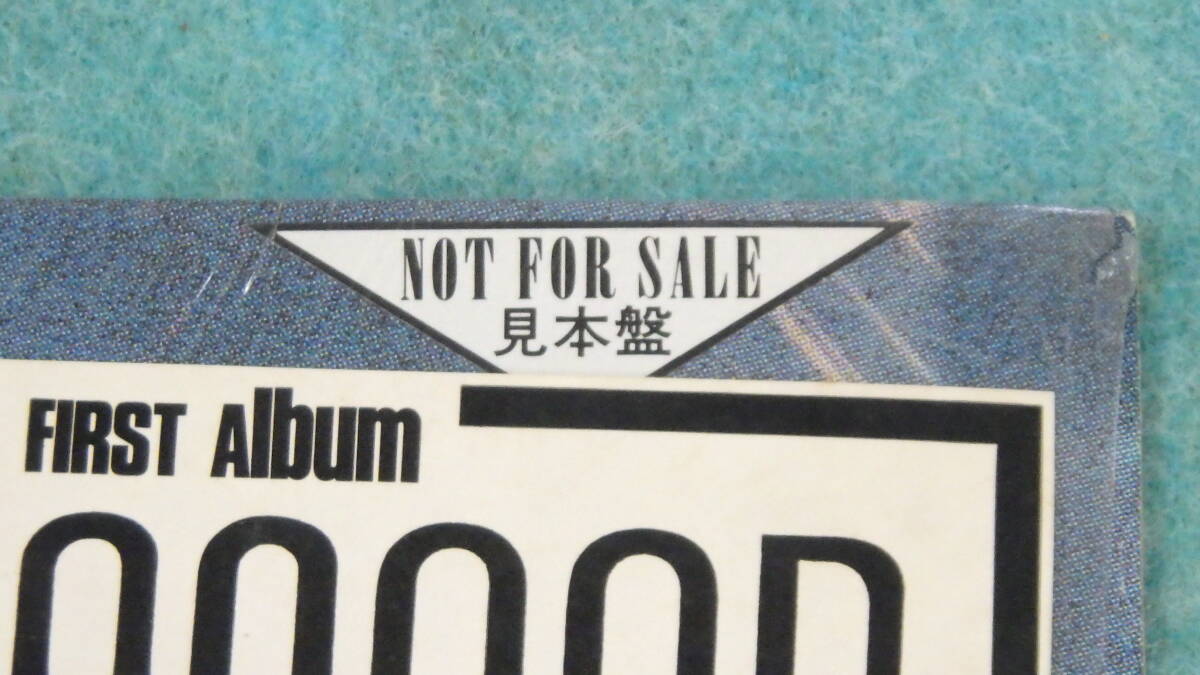 NOT FOR SALE
見本盤
FIRST Album